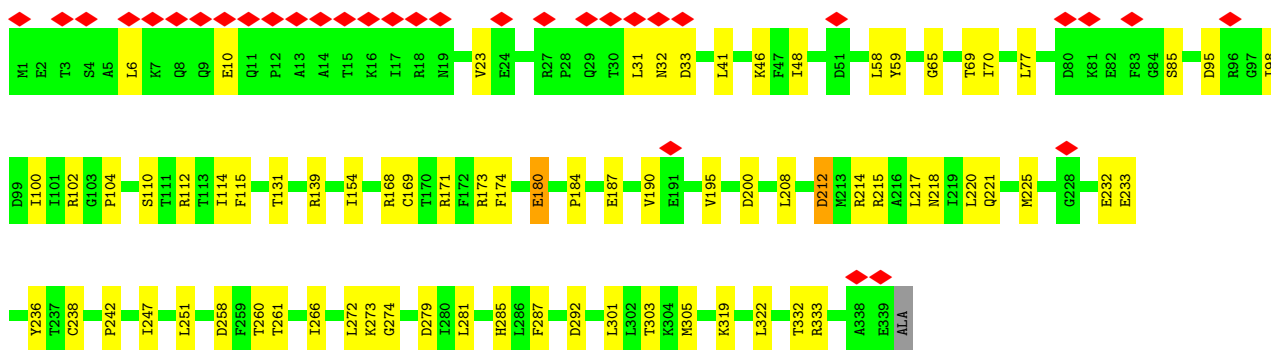 M1 E2 T3 S4 A5 L6 K7 Q8 Q9 E10 Q11 P12 A13 A14 T15 K16 I17 R18 N19 V23 E24 R27 P28 Q29 T30 L31 N32 D33 L41 K46 F47 I48 D51 L58 Y59 G65 T69 I70 L77 D80 K81 E82 F83 G84 S85 D95 R96 G97 I98
D99 I100 I101 R102 G103 P104 S110 T111 R112 T113 I114 F115 T131 R139 I154 R168 C169 T170 R171 F172 R173 F174 E180 P184 E187 V190 E191 V195 D200 L208 D212 M213 R214 R215 A216 L217 N218 I219 L220 Q221 M225 G228 E232 E233
Y236 T237 C238 P242 I247 L251 D258 F259 T260 T261 I266 L272 K273 G274 D279 I280 L281 H285 L286 F287 D292 L301 L302 T303 K304 M305 K319 L322 T332 R333 A338 E339 ALA